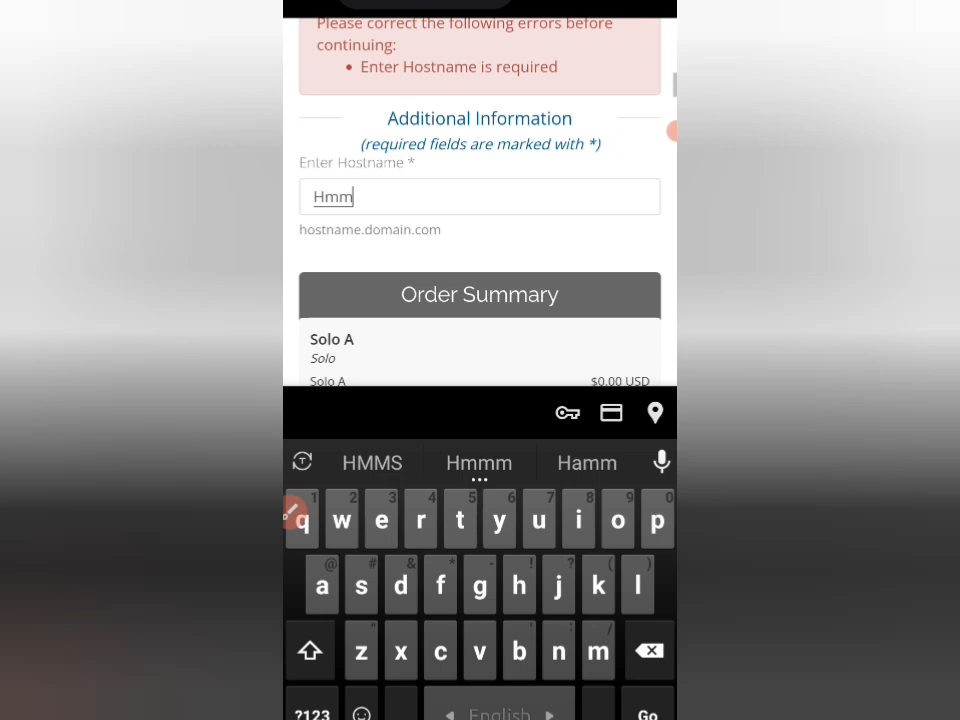 Please correct the following errors before
continuing:
• Enter Hostname is required
Additional Information
(required fields are marked with *)
Enter Hostname *
Hmm
hostname.domain.com
Order Summary
Solo A
Solo
Solo A $0.00 USD
HMMS Hmmm Hamm
1 2 3 4 5 6 7 8 9 0
q w e r t y u i o p
@ # & * - ! ? ( )
a s d f g h j k l
" ' : /
z x c v b n m
?123 English Go